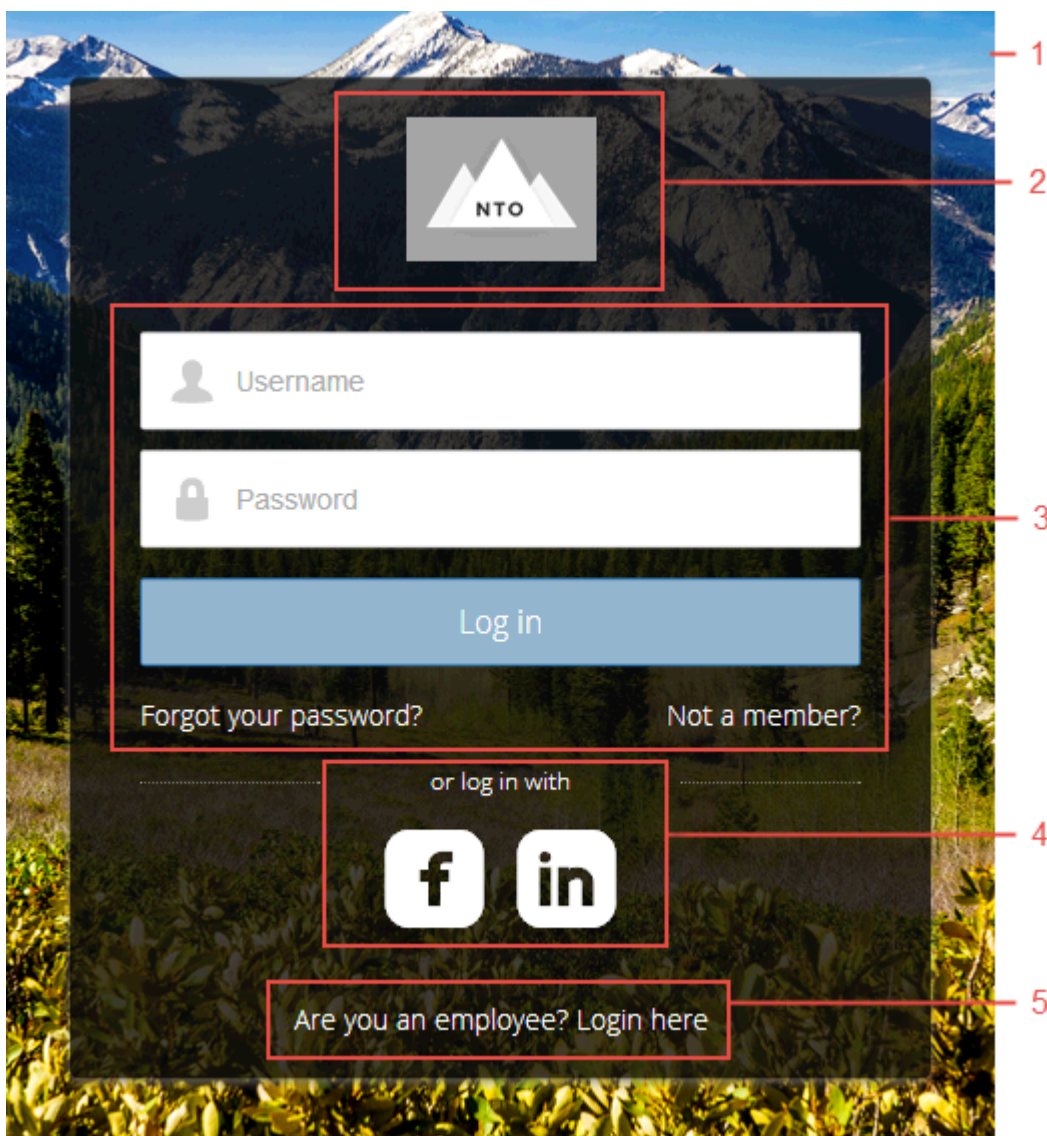 1
2
NTO
Username
Password
3
Log in
Forgot your password? Not a member?
or log in with
4
f in
5
Are you an employee? Login here